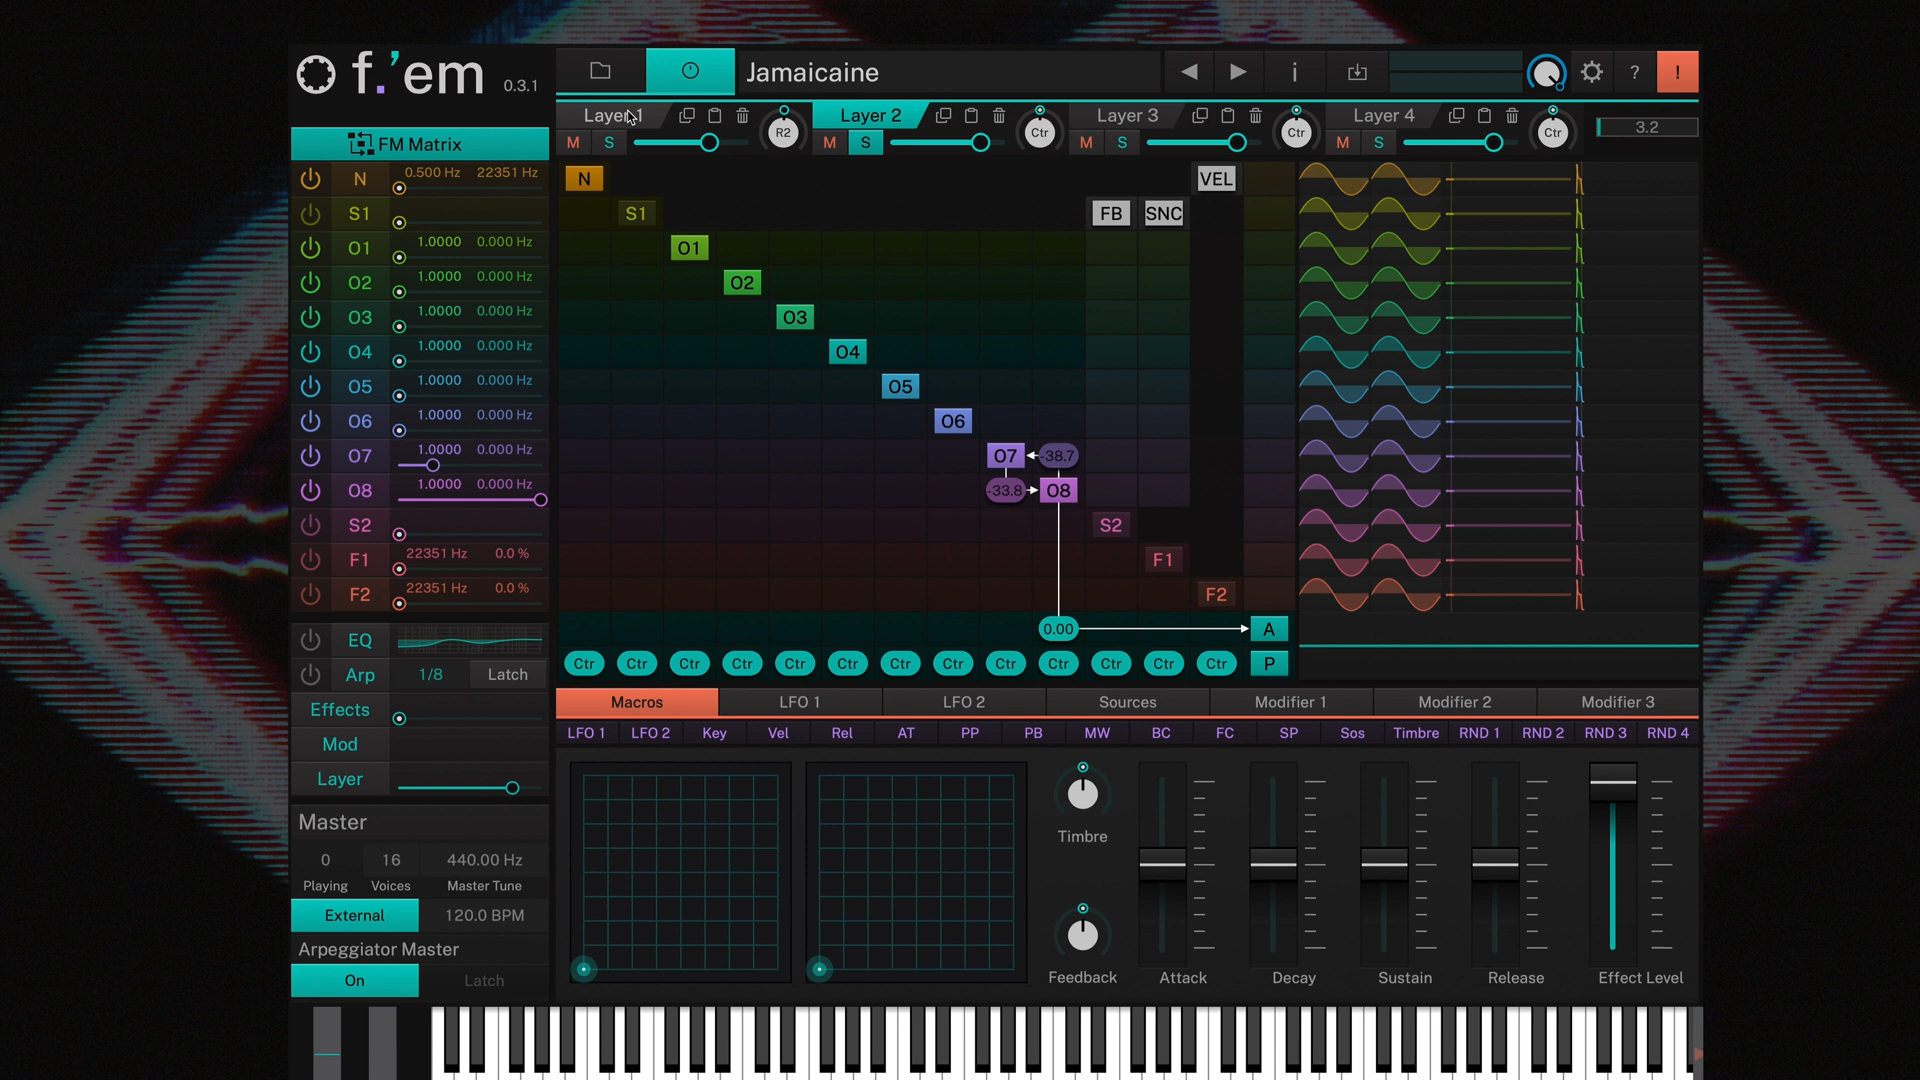 f.'em 0.3.1
Jamaicaine
i
?
!
Layer 1
M S
R2
Layer 2
M S
Ctr
Layer 3
M S
Ctr
Layer 4
M S
Ctr
3.2
FM Matrix
N 0.500 Hz 22351 Hz
S1
O1 1.0000 0.000 Hz
O2 1.0000 0.000 Hz
O3 1.0000 0.000 Hz
O4 1.0000 0.000 Hz
O5 1.0000 0.000 Hz
O6 1.0000 0.000 Hz
O7 1.0000 0.000 Hz
O8 1.0000 0.000 Hz
S2
F1 22351 Hz 0.0 %
F2 22351 Hz 0.0 %
EQ
Arp 1/8 Latch
Effects
Mod
Layer
Master
0 16 440.00 Hz
Playing Voices Master Tune
External 120.0 BPM
Arpeggiator Master
On Latch
N VEL
S1 FB SNC
O1
O2
O3
O4
O5
O6
O7 -38.7
-33.8 O8
S2
F1
F2
0.00 A
Ctr Ctr Ctr Ctr Ctr Ctr Ctr Ctr Ctr Ctr Ctr Ctr Ctr P
Macros LFO 1 LFO 2 Sources Modifier 1 Modifier 2 Modifier 3
LFO 1 LFO 2 Key Vel Rel AT PP PB MW BC FC SP Sos Timbre RND 1 RND 2 RND 3 RND 4
Timbre
Feedback Attack Decay Sustain Release Effect Level